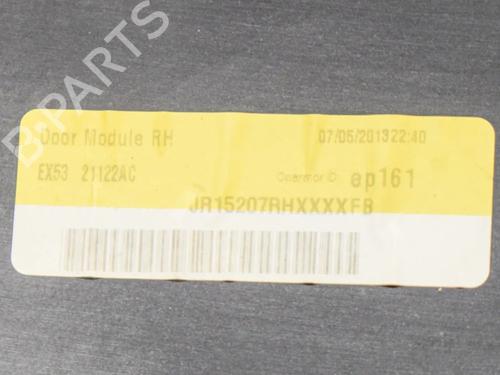 B-PARTS
Door Module RH 07/05/2013 22:40
EX53 21122AC Operator ID: ep161
JR15207RHXXXXFB